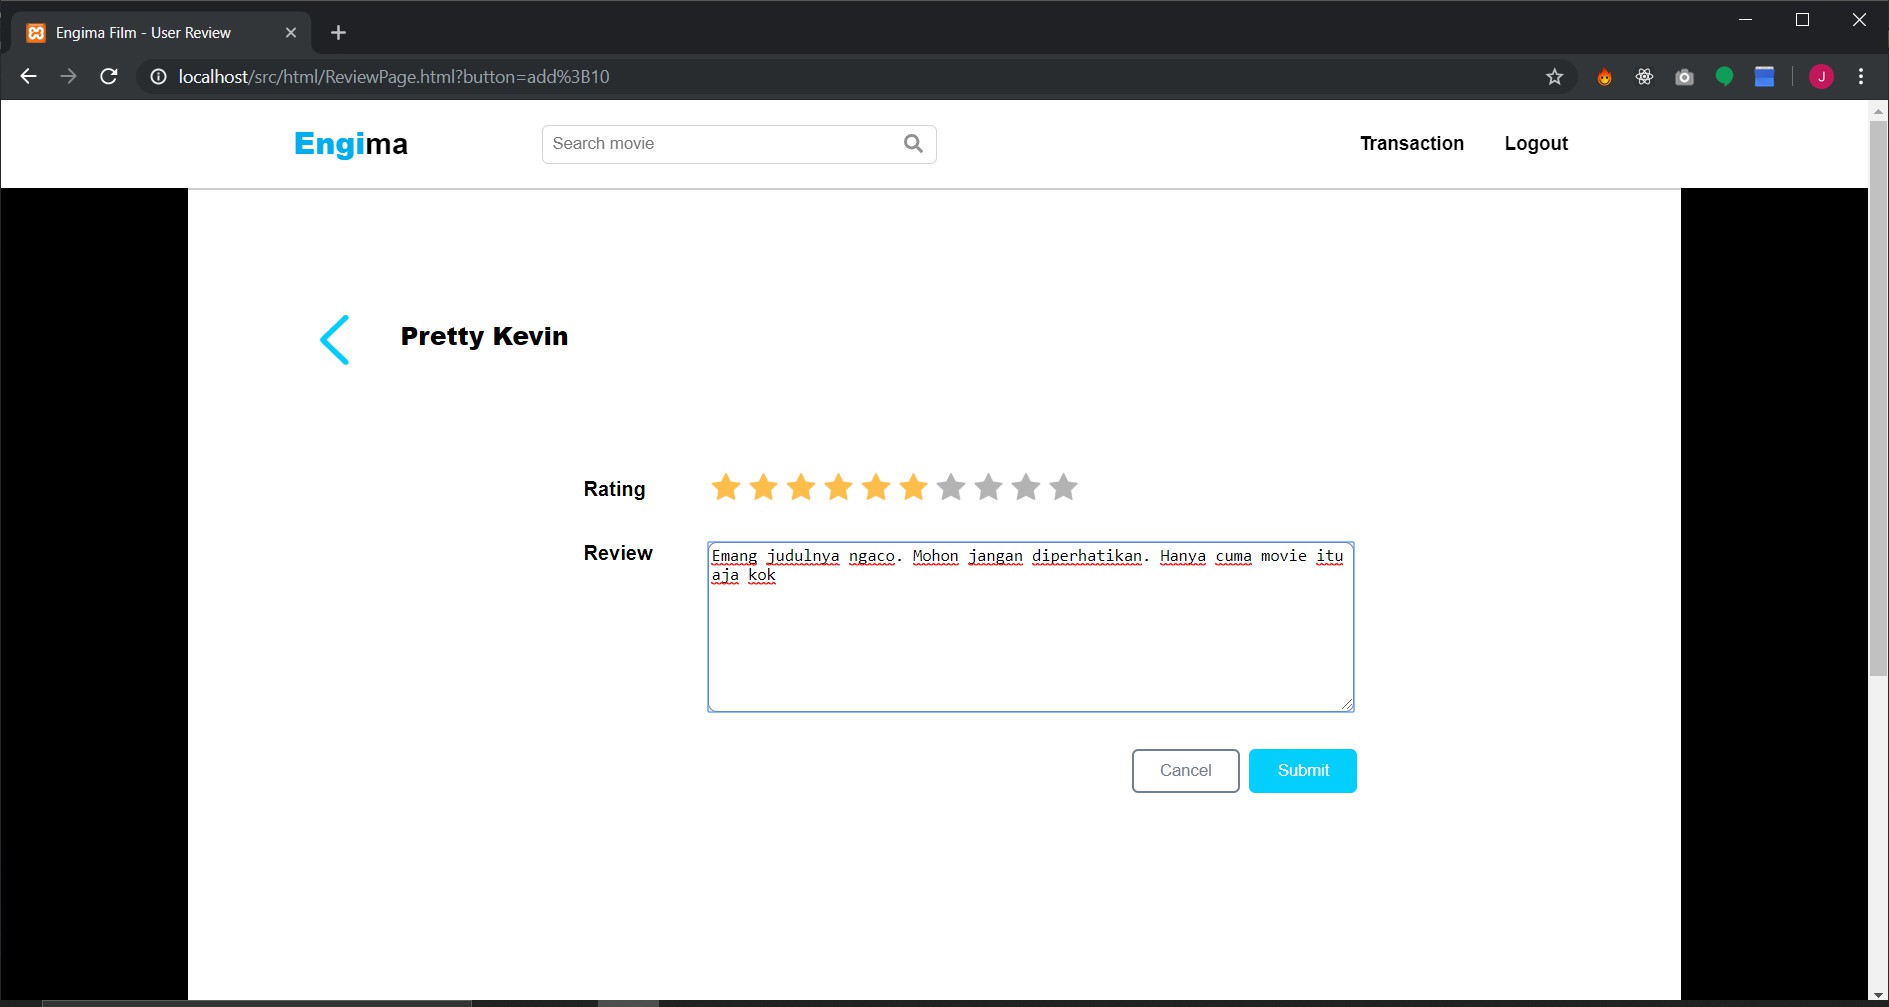 Engima Film - User Review
localhost/src/html/ReviewPage.html?button=add%3B10
J
Engima
Search movie
Transaction
Logout
Pretty Kevin
Rating
Review
Emang judulnya ngaco. Mohon jangan diperhatikan. Hanya cuma movie itu
aja kok
Cancel
Submit